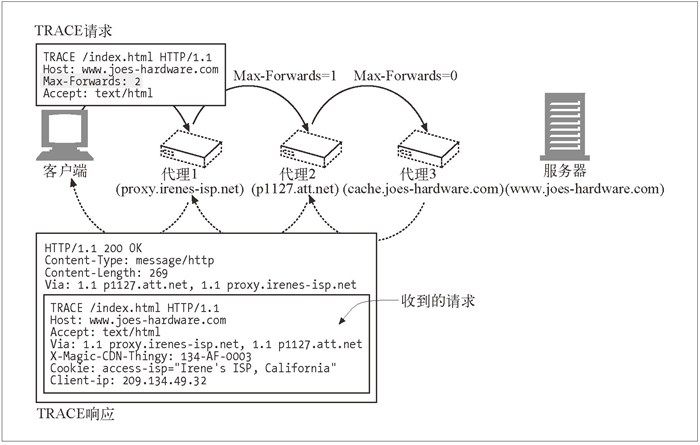 TRACE请求
TRACE /index.html HTTP/1.1
Host: www.joes-hardware.com
Max-Forwards: 2
Accept: text/html
Max-Forwards=1
Max-Forwards=0
客户端
代理1
(proxy.irenes-isp.net)
代理2
(p1127.att.net)
代理3
(cache.joes-hardware.com)
服务器
(www.joes-hardware.com)
HTTP/1.1 200 OK
Content-Type: message/http
Content-Length: 269
Via: 1.1 p1127.att.net, 1.1 proxy.irenes-isp.net
TRACE /index.html HTTP/1.1
Host: www.joes-hardware.com
Accept: text/html
Via: 1.1 proxy.irenes-isp.net, 1.1 p1127.att.net
X-Magic-CDN-Thingy: 134-AF-0003
Cookie: access-isp="Irene's ISP, California"
Client-ip: 209.134.49.32
收到的请求
TRACE响应